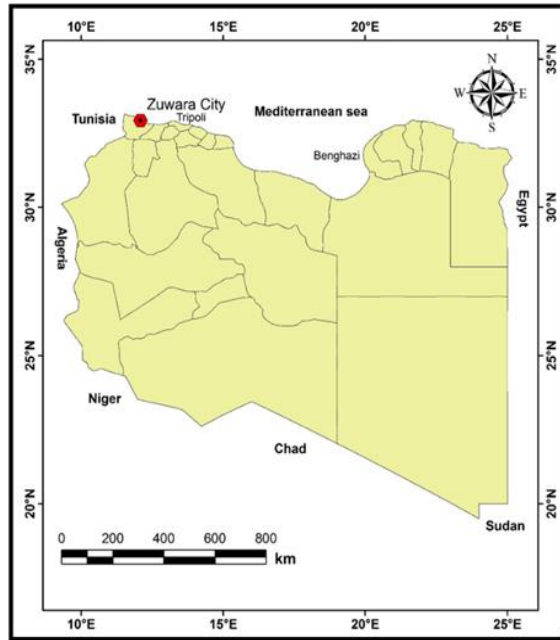 10°E 15°E 20°E 25°E
35°N 35°N
N
W E
S
Zuwara City
Tunisia
Mediterranean sea
Tripoli
Benghazi
30°N 30°N
Egypt
Algeria
25°N 25°N
Niger
Chad
20°N 20°N
Sudan
0 200 400 600 800
km
10°E 15°E 20°E 25°E